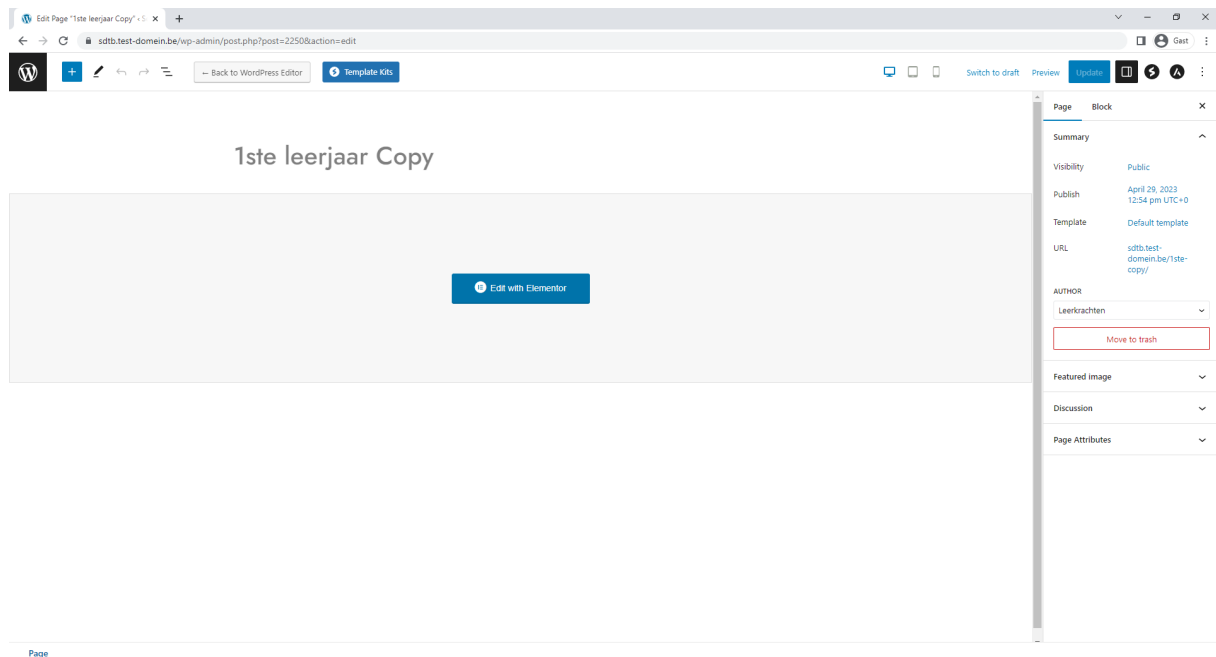 Edit Page "1ste leerjaar Copy" ‹ S
sdtb.test-domein.be/wp-admin/post.php?post=2250&action=edit
Gast
← Back to WordPress Editor
Template Kits
Switch to draft
Preview
Update
1ste leerjaar Copy
Edit with Elementor
Page
Block
Summary
Visibility
Public
Publish
April 29, 2023
12:54 pm UTC+0
Template
Default template
URL
sdtb.test-
domein.be/1ste-
copy/
AUTHOR
Leerkrachten
Move to trash
Featured image
Discussion
Page Attributes
Page